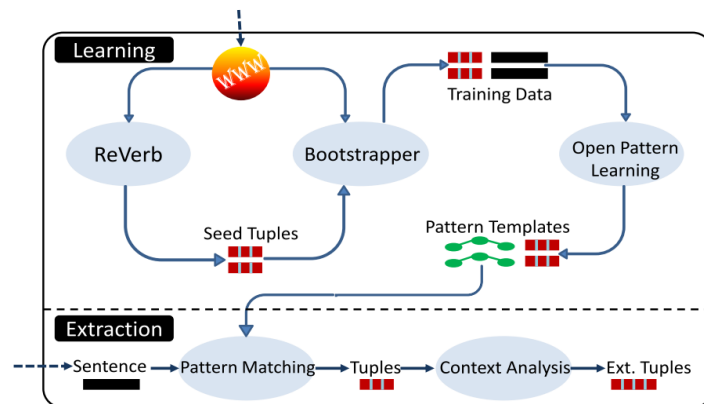 Learning
WWW
Training Data
ReVerb
Bootstrapper
Open Pattern
Learning
Seed Tuples
Pattern Templates
Extraction
Sentence
Pattern Matching
Tuples
Context Analysis
Ext. Tuples